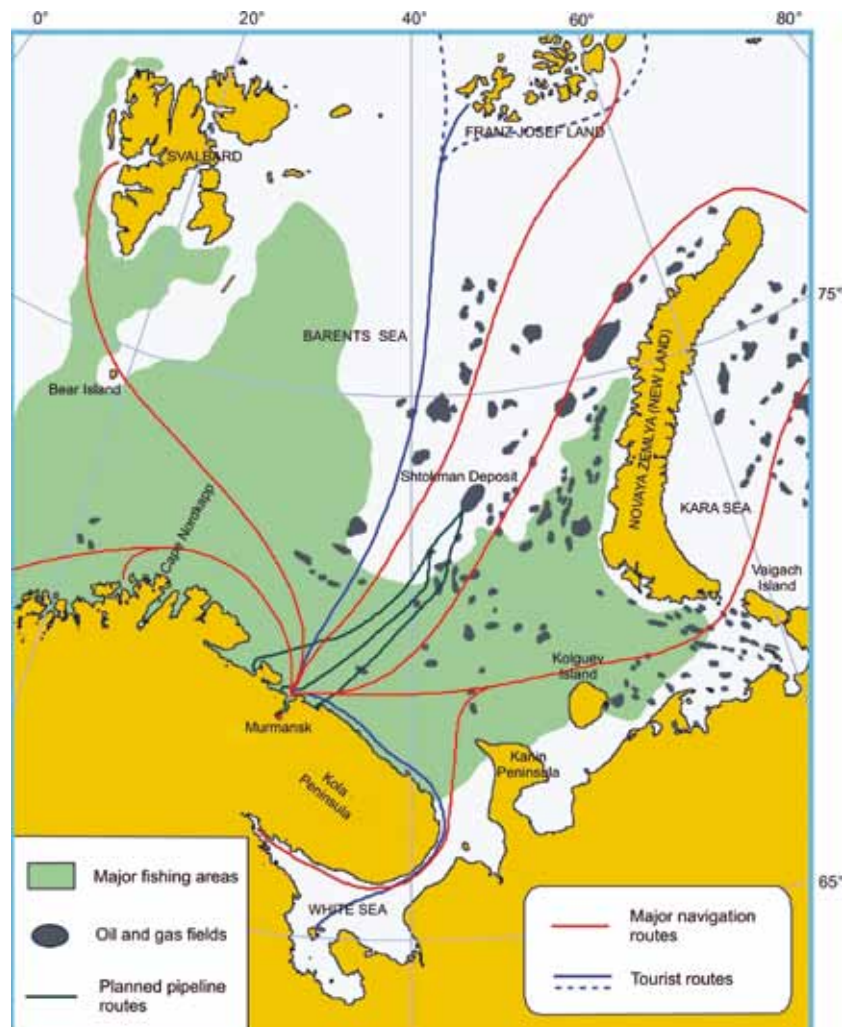 0°
20°
40°
60°
80°
FRANZ JOSEF LAND
SVALBARD
75°
BARENTS SEA
NOVAYA ZEMLYA (NEW LAND)
Bear Island
Shtokman Deposit
Cape Nordkapp
KARA SEA
Vaigach
Island
Kolguev
Island
Murmansk
Kanin
Peninsula
Kola
Peninsula
65°
WHITE SEA
Major fishing areas
Oil and gas fields
Planned pipeline
routes
Major navigation
routes
Tourist routes